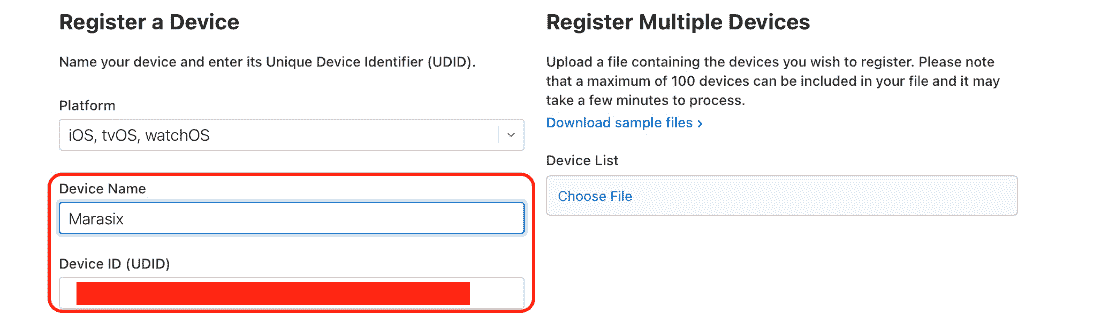 Register a Device
Name your device and enter its Unique Device Identifier (UDID).
Platform
iOS, tvOS, watchOS
Device Name
Marasix
Device ID (UDID)
Register Multiple Devices
Upload a file containing the devices you wish to register. Please note
that a maximum of 100 devices can be included in your file and it may
take a few minutes to process.
Download sample files >
Device List
Choose File